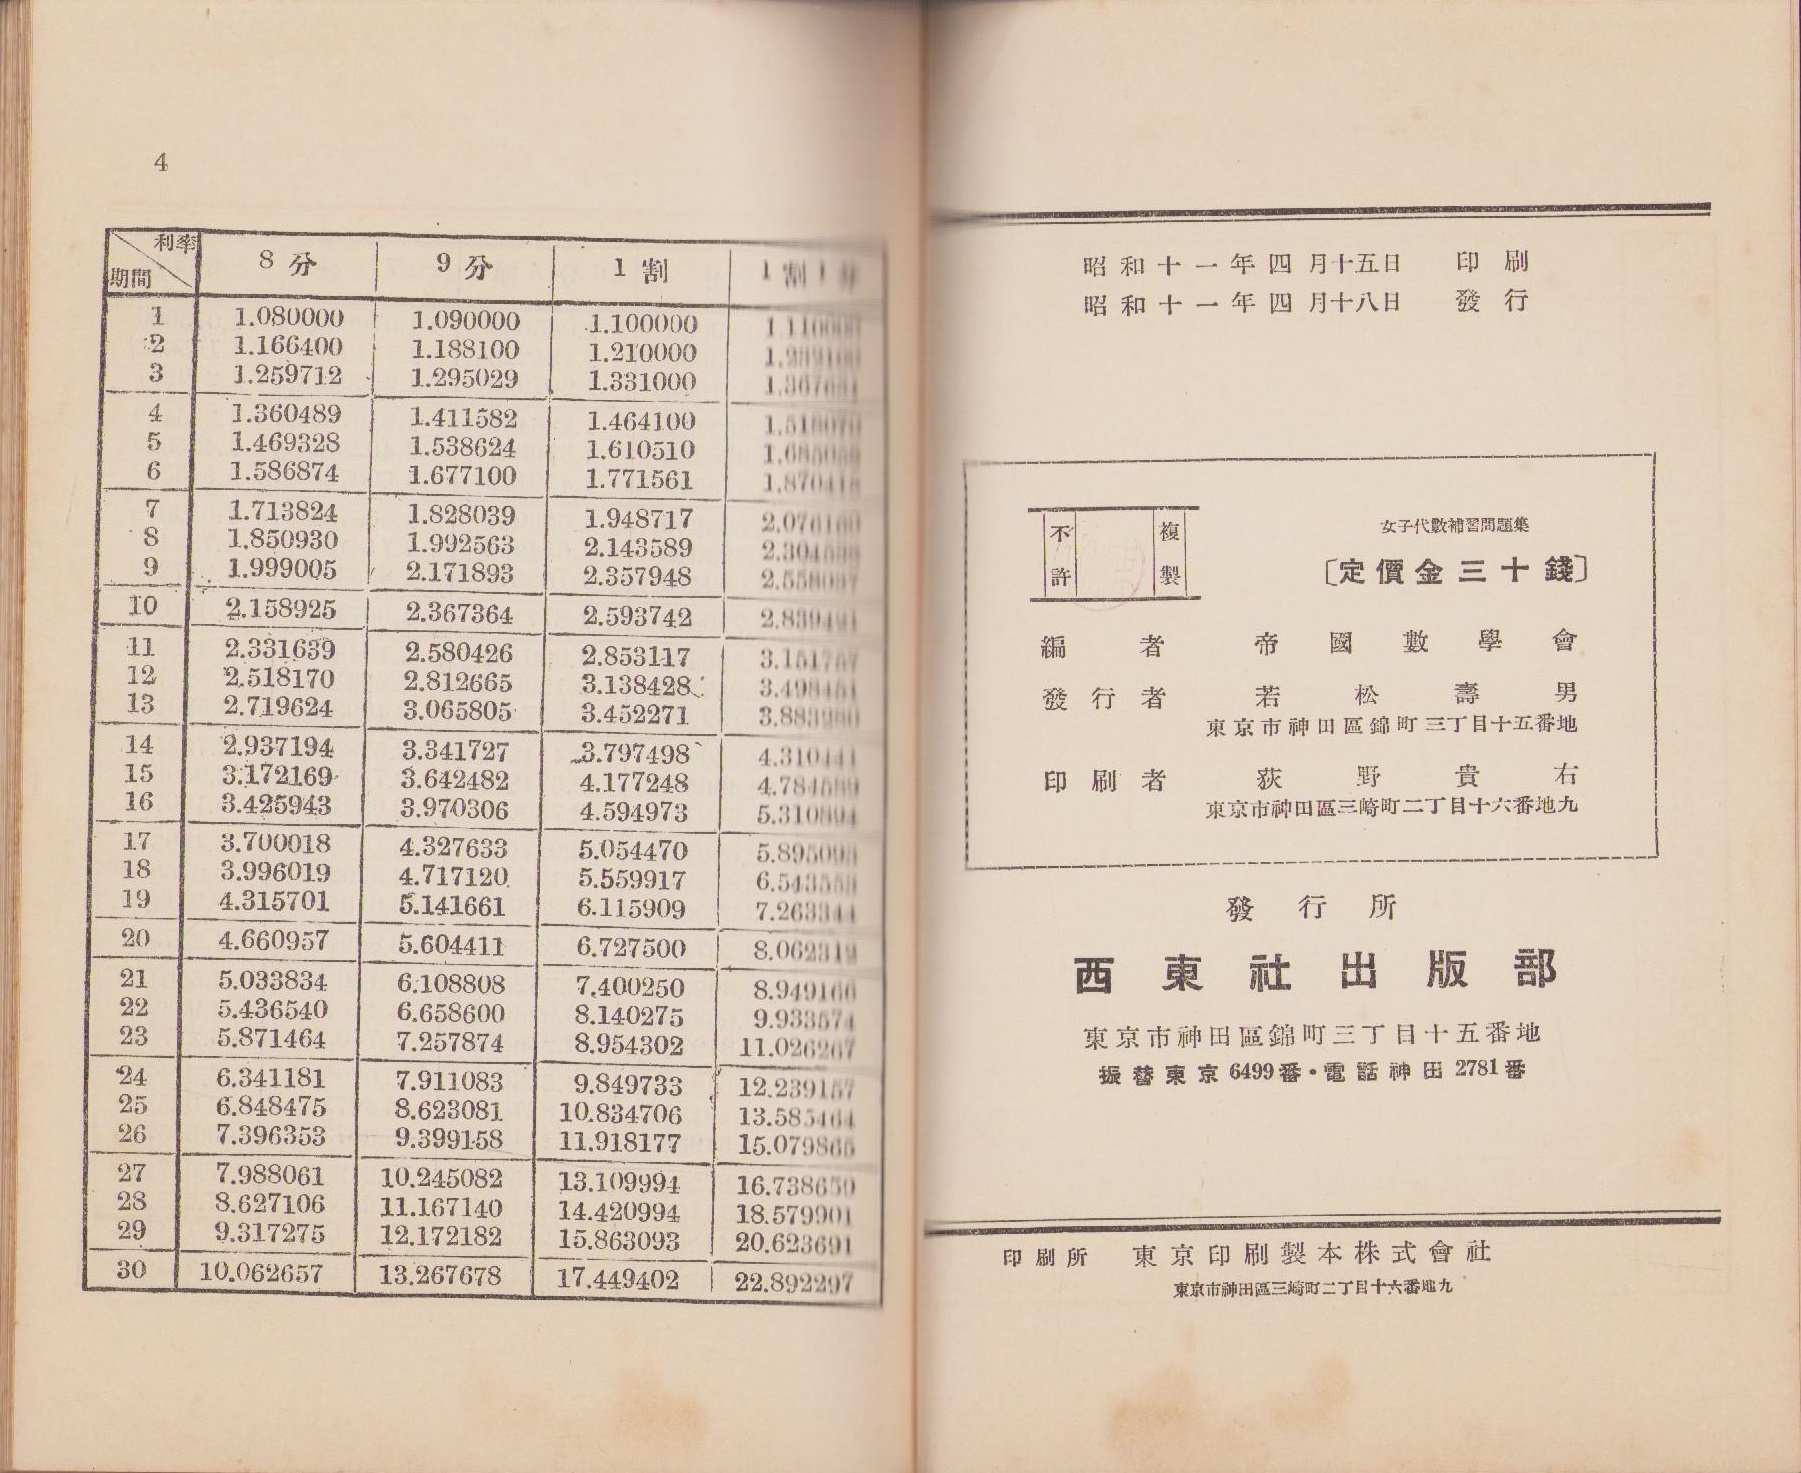 4
利率 期間 8分 9分 1割 1割1分
1 1.080000 1.090000 1.100000
2 1.166400 1.188100 1.210000
3 1.259712 1.295029 1.331000
4 1.360489 1.411582 1.464100
5 1.469328 1.538624 1.610510
6 1.586874 1.677100 1.771561
7 1.713824 1.828039 1.948717
8 1.850930 1.992563 2.143589
9 1.999005 2.171893 2.357948
10 2.158925 2.367364 2.593742
11 2.331639 2.580426 2.853117
12 2.518170 2.812665 3.138428
13 2.719624 3.065805 3.452271
14 2.937194 3.341727 3.797498
15 3.172169 3.642482 4.177248
16 3.425943 3.970306 4.594973
17 3.700018 4.327633 5.054470
18 3.996019 4.717120 5.559917
19 4.315701 5.141661 6.115909
20 4.660957 5.604411 6.727500 8.062312
21 5.033834 6.108808 7.400250 8.949166
22 5.436540 6.658600 8.140275 9.933574
23 5.871464 7.257874 8.954302 11.026267
24 6.341181 7.911083 9.849733 12.239157
25 6.848475 8.623081 10.834706 13.585464
26 7.396353 9.399158 11.918177 15.079865
27 7.988061 10.245082 13.109994 16.738650
28 8.627106 11.167140 14.420994 18.579901
29 9.317275 12.172182 15.863093 20.623691
30 10.062657 13.267678 17.449402 22.892297
昭和十一年四月十五日 印刷
昭和十一年四月十八日 發行
不許 複製
女子代數補習問題集
〔定價金三十錢〕
編者 帝國數學會
發行者 若松壽男
東京市神田區錦町三丁目十五番地
印刷者 荻野貴右
東京市神田區三崎町二丁目十六番地九
發行所
西東社出版部
東京市神田區錦町三丁目十五番地
振替東京6499番・電話神田2781番
印刷所 東京印刷製本株式會社
東京市神田區三崎町二丁目十六番地九